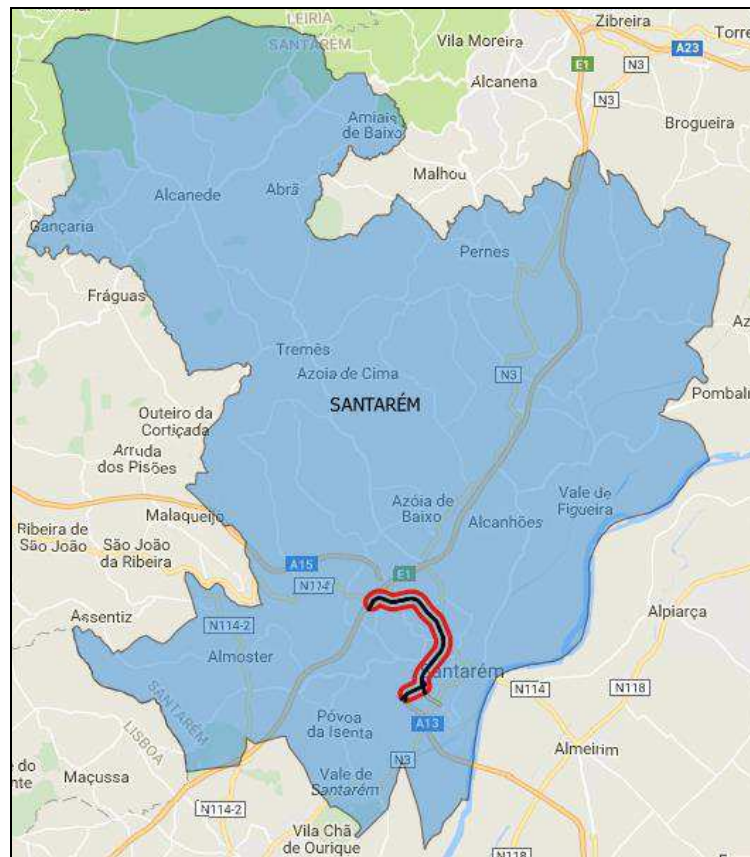 LEIRIA
SANTARÉM
Zibreira
Vila Moreira
A23
Torre
E1
N3
Alcanena
N3
Amiais
de Baixo
Brogueira
Malhou
Alcanede
Abrã
Gançaria
Pernes
Fráguas
Az
Tremês
Azoia de Cima
N3
Pombaln
SANTARÉM
Outeiro da
Cortiçada
Arruda
dos Pisões
Azóia de
Baixo
Vale de
Figueira
Malaqueijo
Alcanhões
Ribeira de
São João
São João
da Ribeira
A15
E1
N114
Assentiz
Alpiarça
N114-2
Almoster
Santarém
N114
N118
SANTARÉM
LISBOA
Póvoa
da Isenta
A13
Almeirim
N3
do
nte
Maçussa
Vale de
Santarém
N114-2
Vila Chã
de Ourique
N118